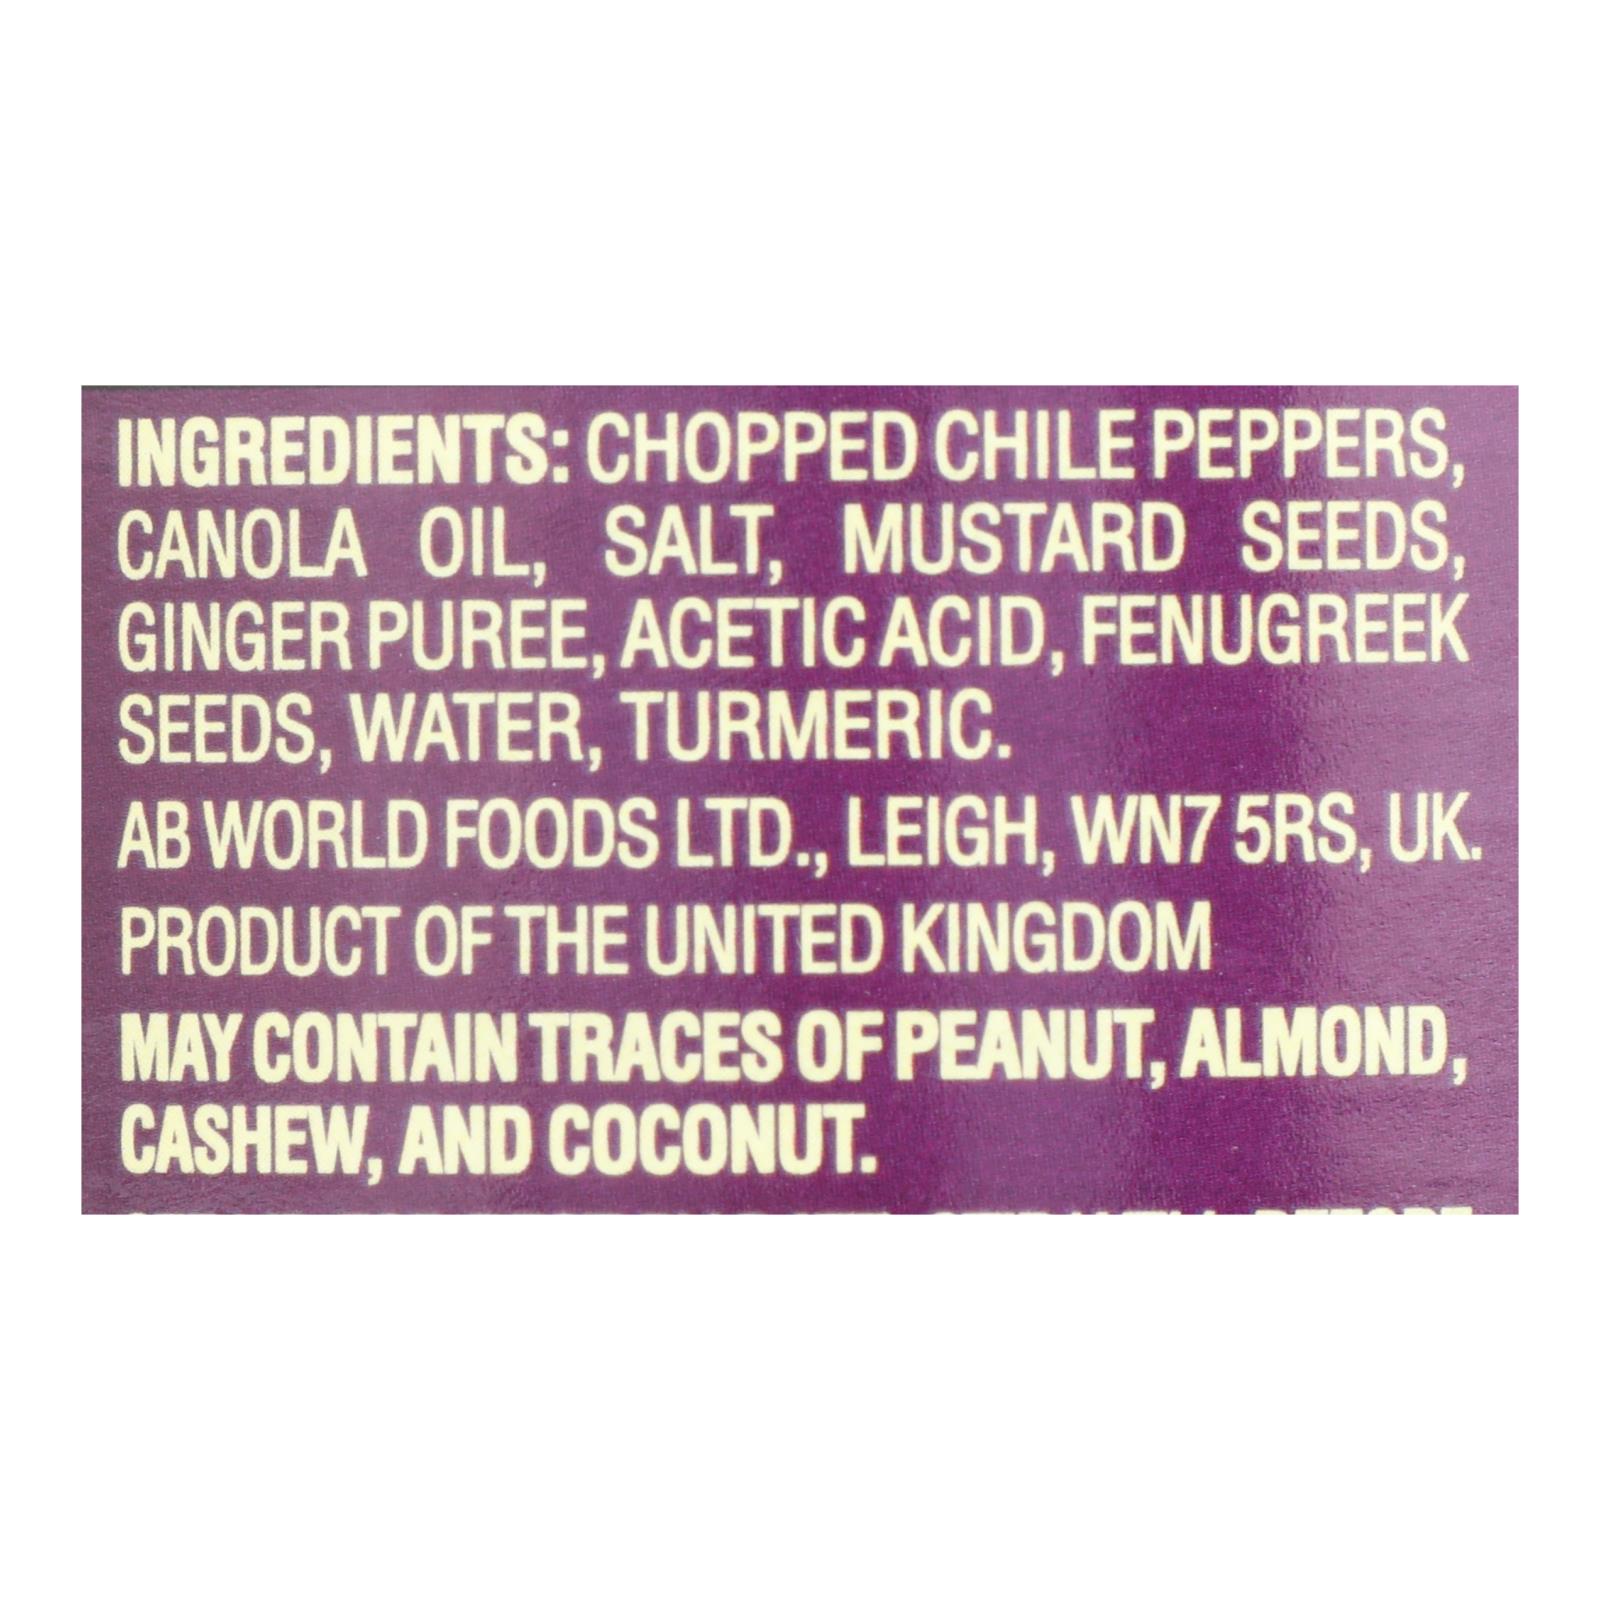 INGREDIENTS: CHOPPED CHILE PEPPERS,
CANOLA OIL, SALT, MUSTARD SEEDS,
GINGER PUREE, ACETIC ACID, FENUGREEK
SEEDS, WATER, TURMERIC.
AB WORLD FOODS LTD., LEIGH, WN7 5RS, UK.
PRODUCT OF THE UNITED KINGDOM
MAY CONTAIN TRACES OF PEANUT, ALMOND,
CASHEW, AND COCONUT.